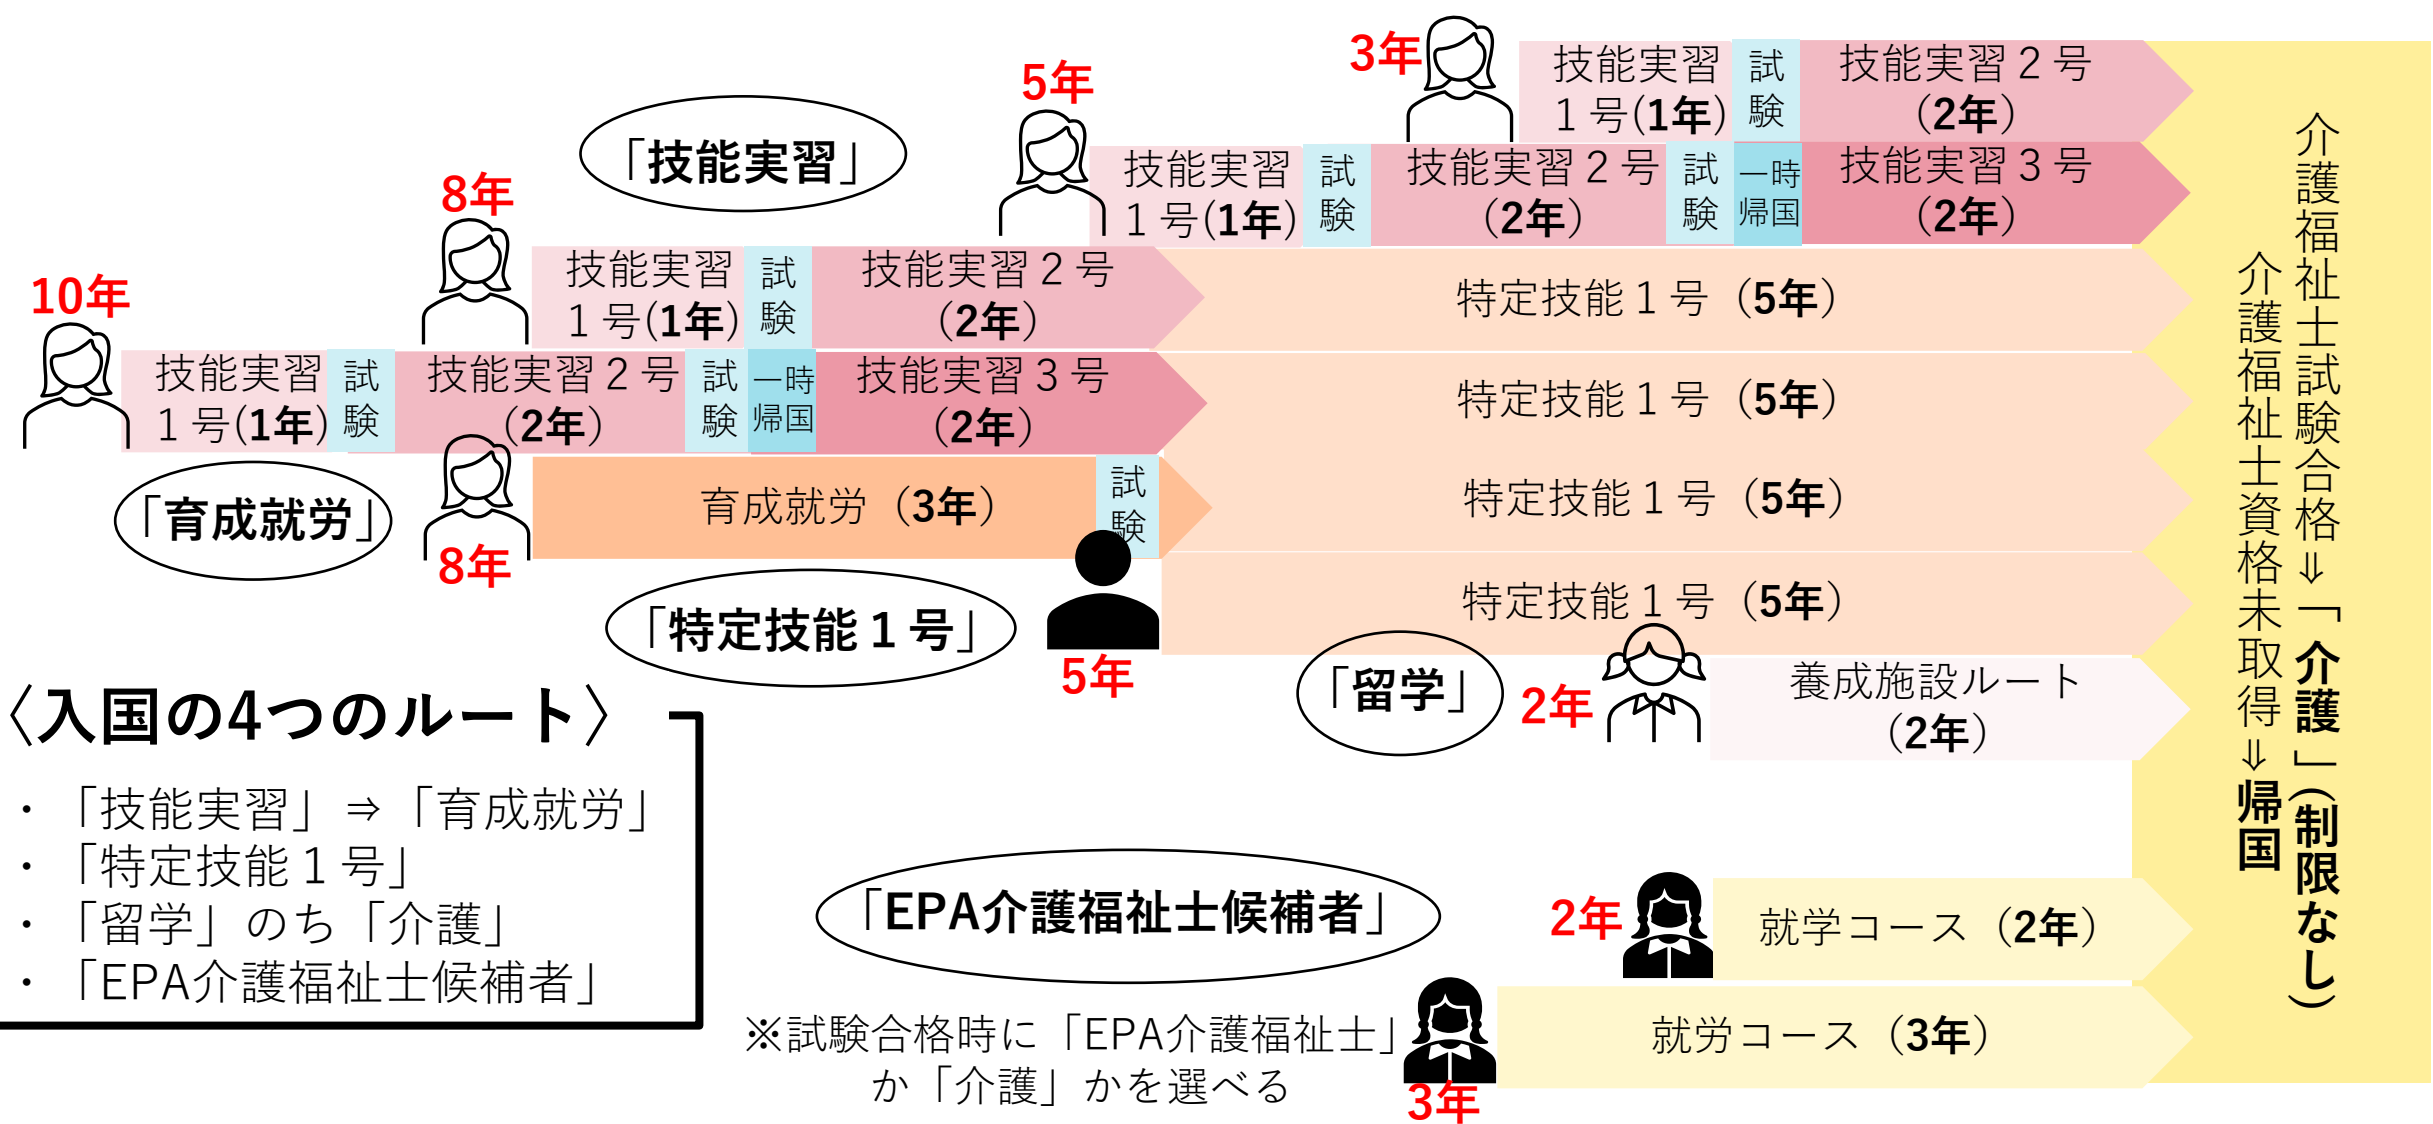 3年
技能実習
１号(1年)
試
験
技能実習２号
（2年）
5年
技能実習
１号(1年)
試
験
技能実習２号
（2年）
試
験
一時
帰国
技能実習３号
（2年）
「技能実習」
8年
技能実習
１号(1年)
試
験
技能実習２号
（2年）
特定技能１号（5年）
10年
技能実習
１号(1年)
試
験
技能実習２号
（2年）
試
験
一時
帰国
技能実習３号
（2年）
特定技能１号（5年）
「育成就労」
8年
育成就労（3年）
試
験
特定技能１号（5年）
「特定技能１号」
5年
特定技能１号（5年）
「留学」
2年
養成施設ルート
（2年）
〈入国の4つのルート〉
・「技能実習」⇒「育成就労」
・「特定技能１号」
・「留学」のち「介護」
・「EPA介護福祉士候補者」
「EPA介護福祉士候補者」
2年
就学コース（2年）
3年
就労コース（3年）
※試験合格時に「EPA介護福祉士」
か「介護」かを選べる
介護福祉士試験合格⇒「介護」(制限なし)
介護福祉士資格未取得⇒帰国